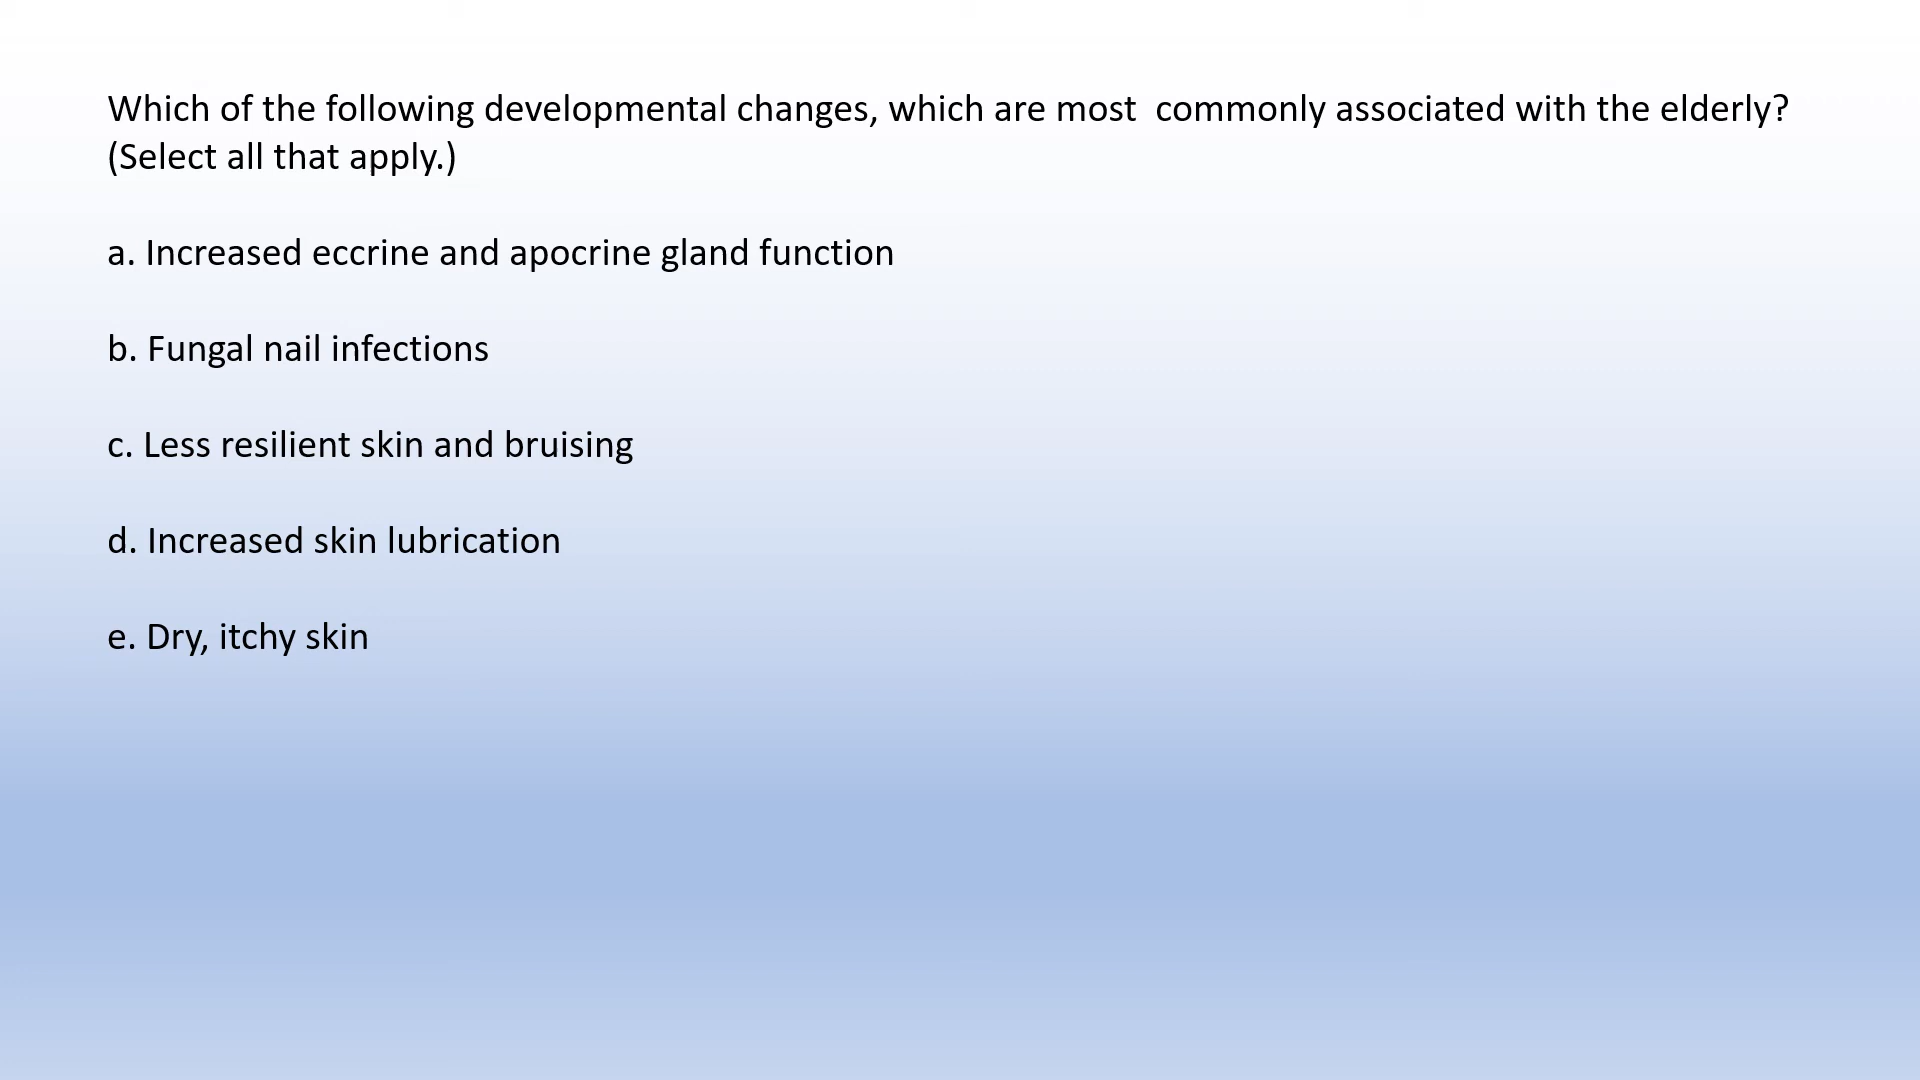 Which of the following developmental changes, which are most  commonly associated with the elderly?
(Select all that apply.)
a. Increased eccrine and apocrine gland function
b. Fungal nail infections
c. Less resilient skin and bruising
d. Increased skin lubrication
e. Dry, itchy skin